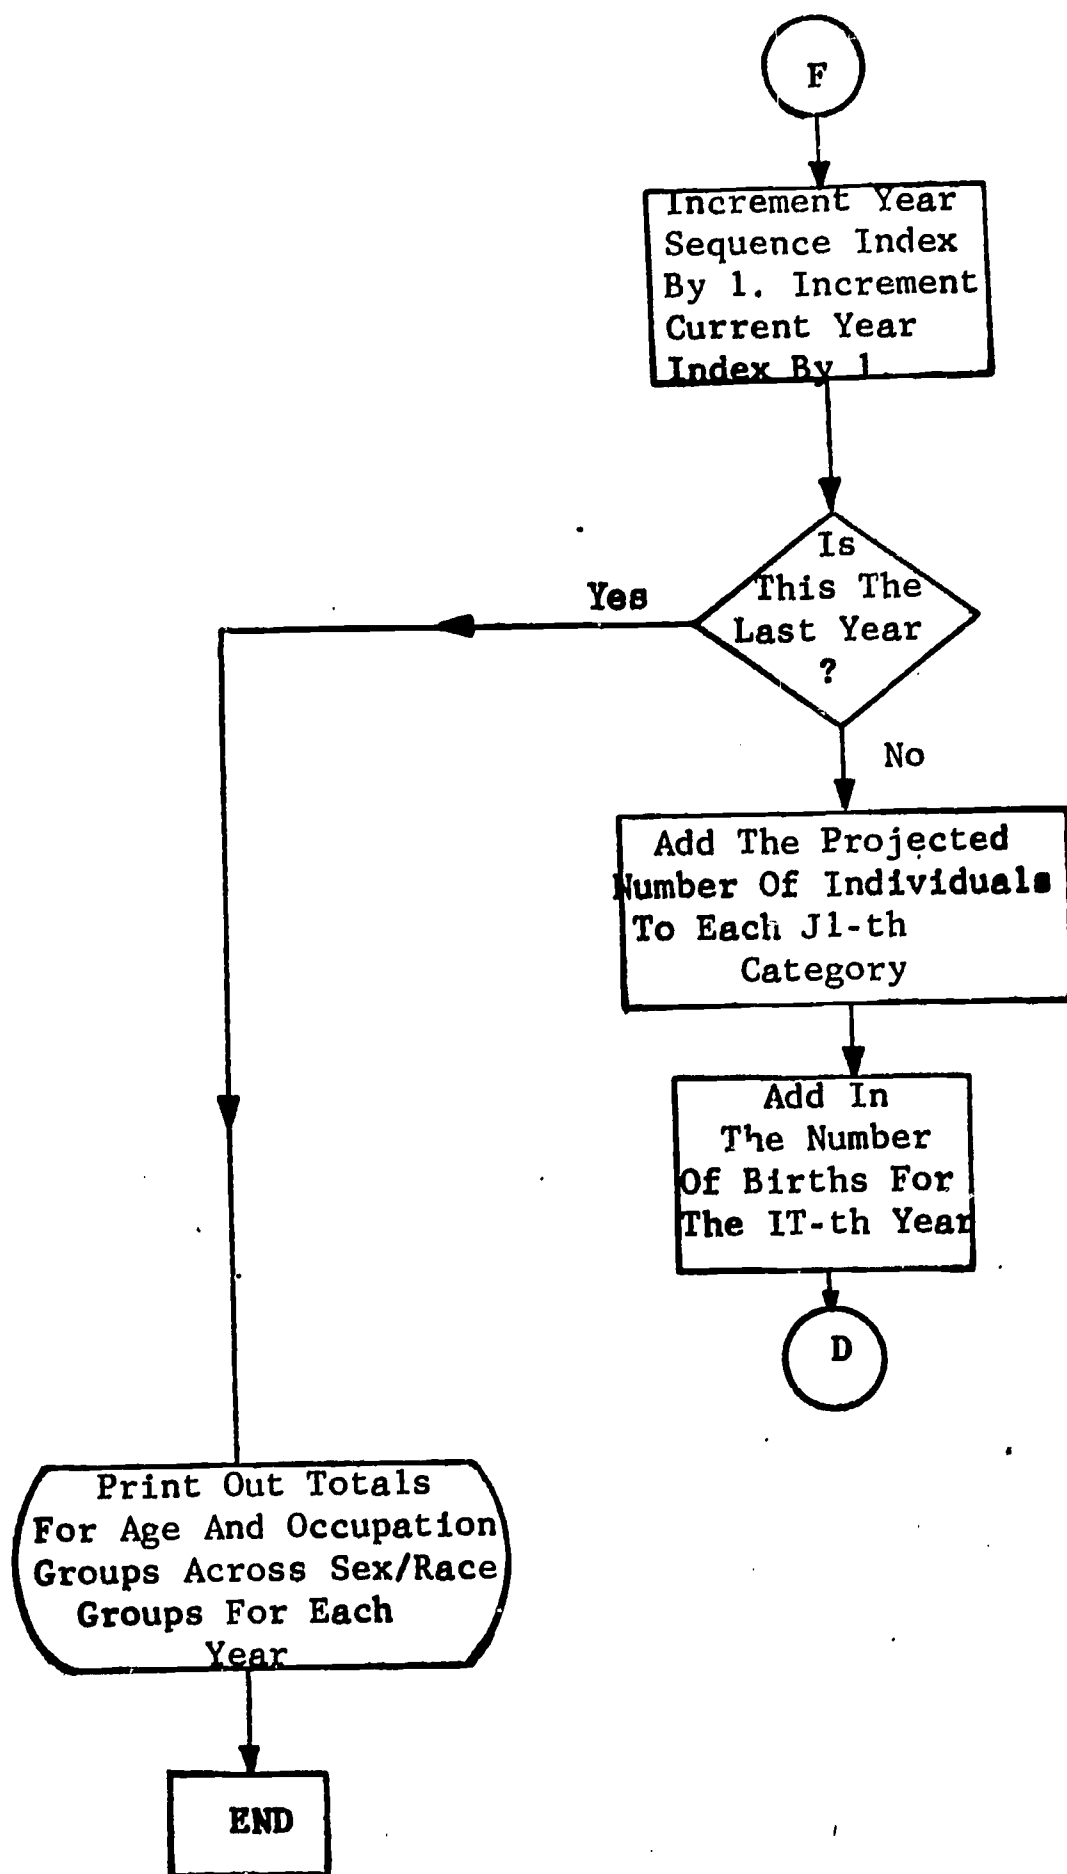 F
Increment Year
Sequence Index
By 1. Increment
Current Year
Index By 1.
Is
This The
Last Year
?
Yes
No
Add The Projected
Number Of Individuals
To Each J1-th
Category
Add In
The Number
Of Births For
The IT-th Year
D
Print Out Totals
For Age And Occupation
Groups Across Sex/Race
Groups For Each
Year
END